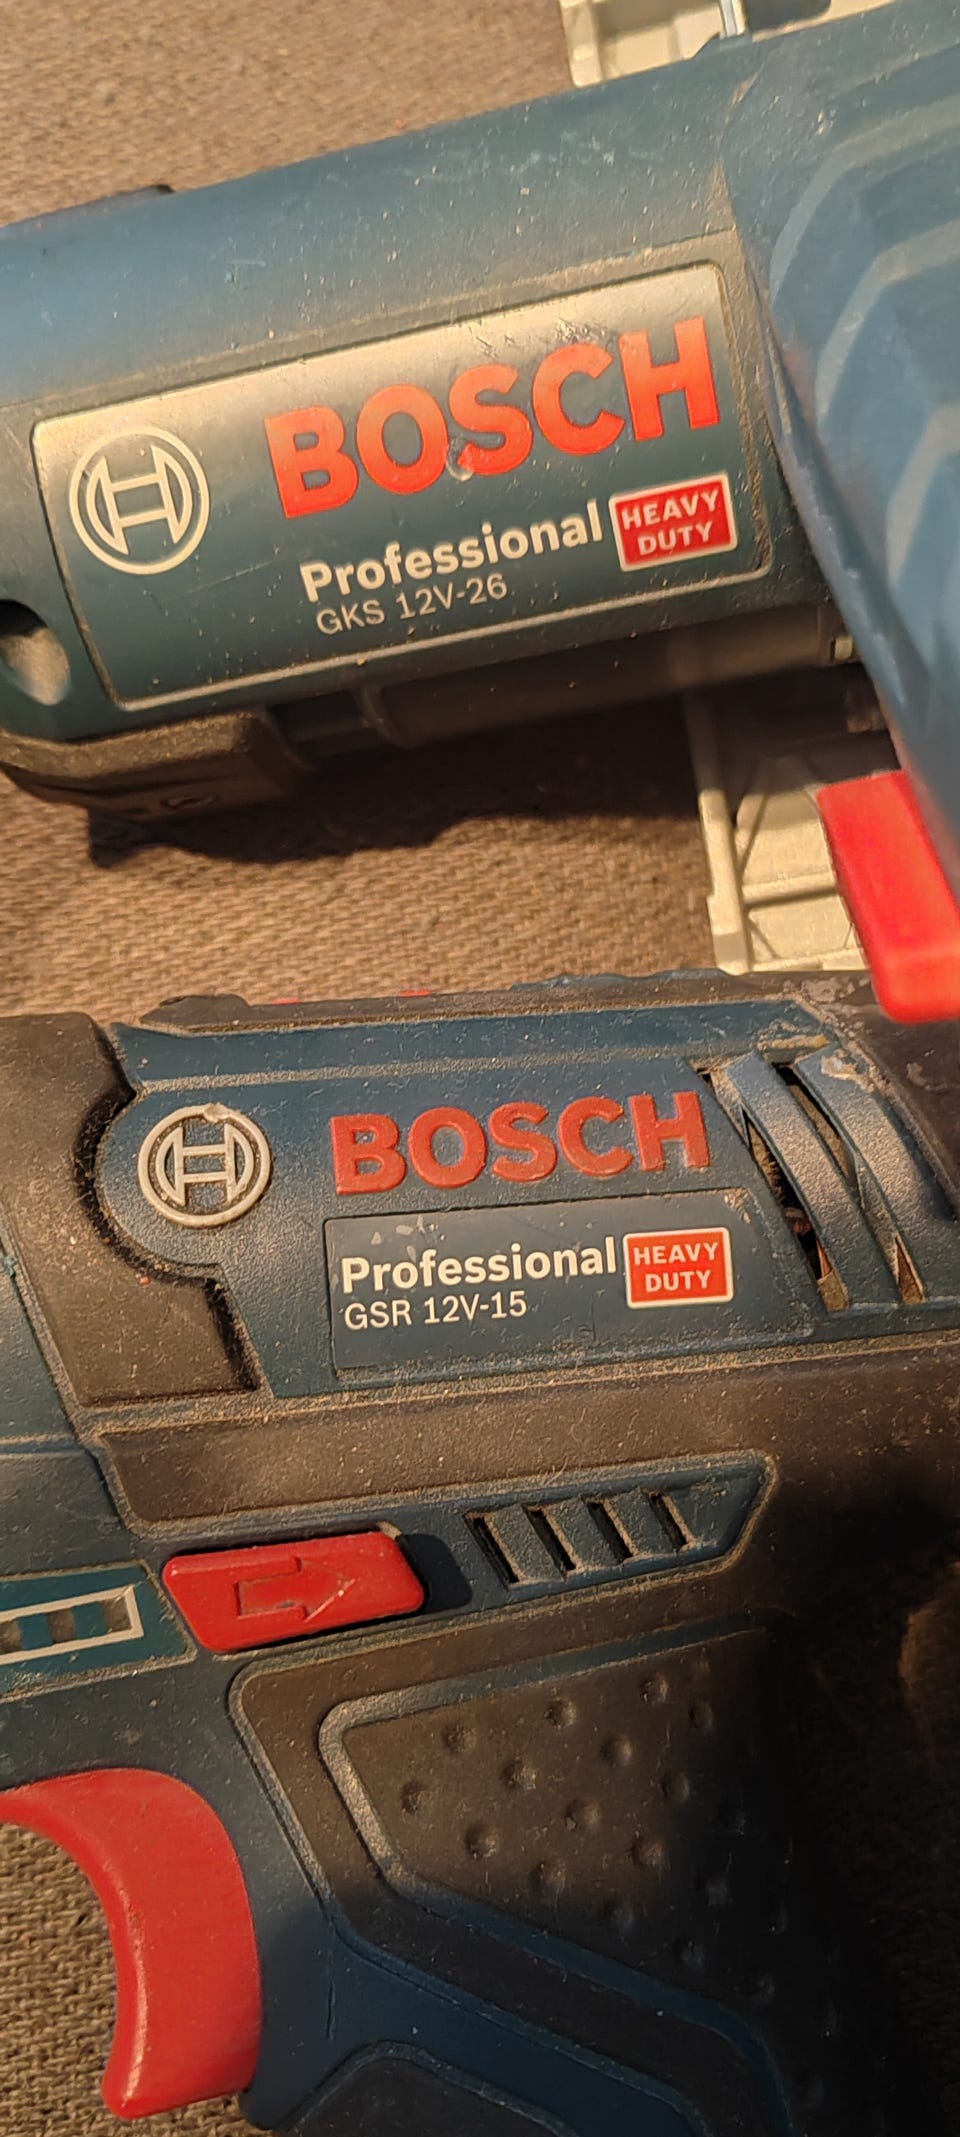 BOSCH
Professional HEAVY DUTY
GKS 12V-26
BOSCH
Professional HEAVY DUTY
GSR 12V-15